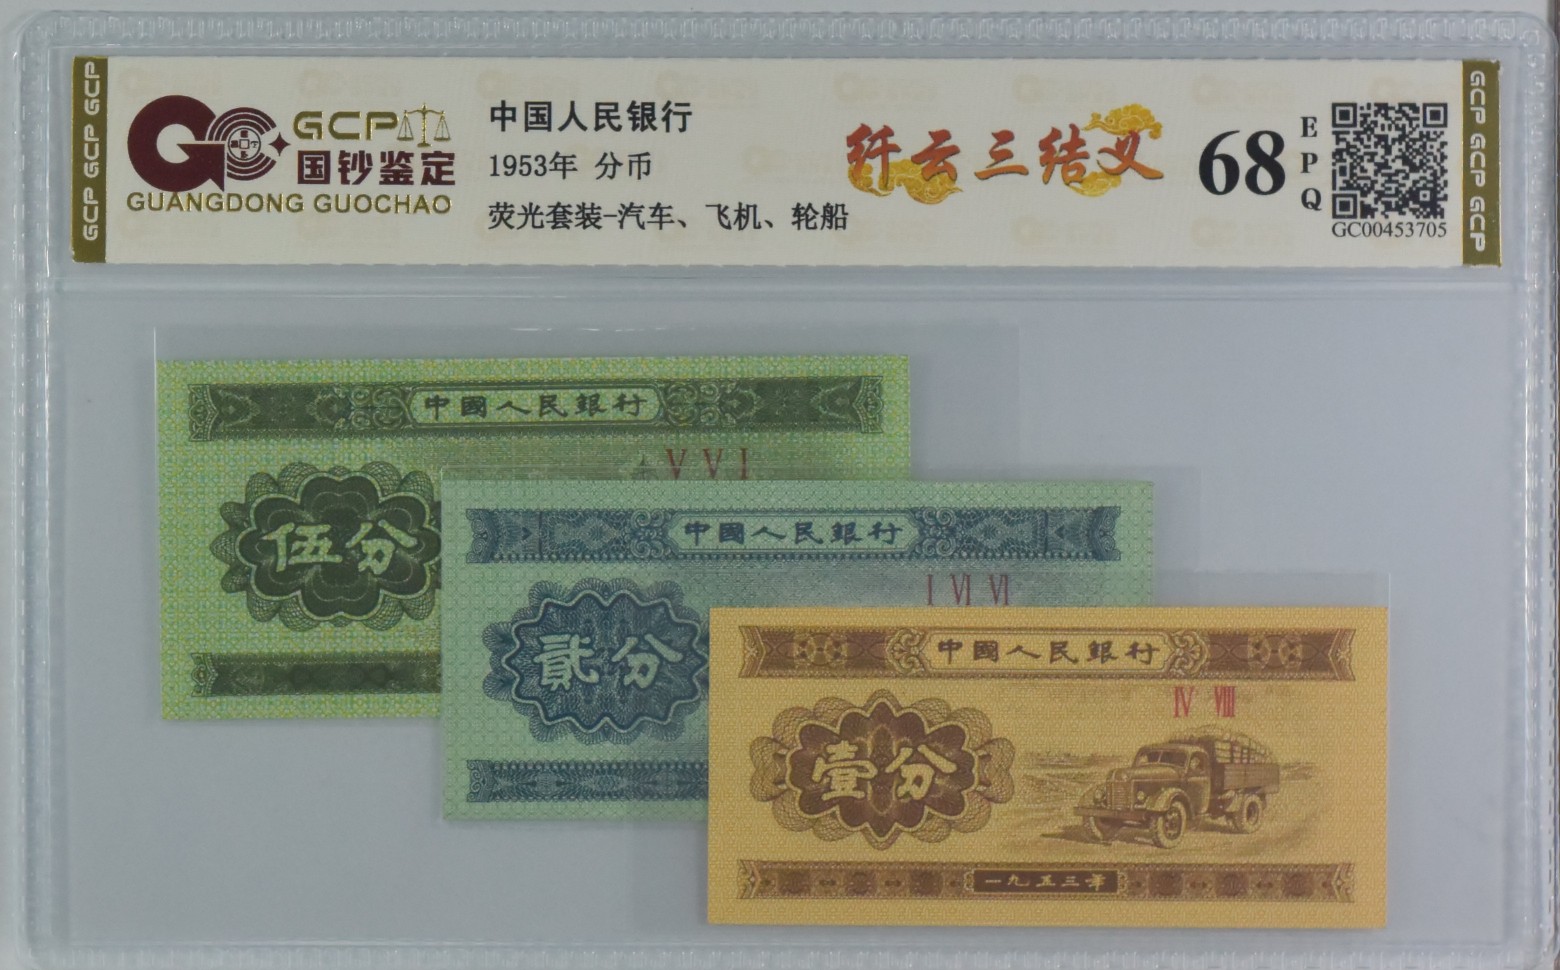 GCP GCP GCP
GCP
国钞鉴定
GUANGDONG GUOCHAO
中国人民银行
1953年 分币
荧光套装-汽车、飞机、轮船
纤云三结义
68
EPQ
GC00453705
GCP GCP GCP
中國人民銀行
V V I
伍分
中國人民銀行
I VI VI
貳分
中國人民銀行
IV VIII
壹分
一九五三年